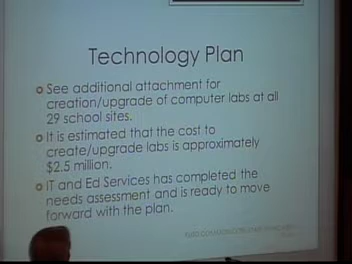 Technology Plan
See additional attachment for
creation/upgrade of computer labs at all
29 school sites.
It is estimated that the cost to
create/upgrade labs is approximately
$2.5 million.
IT and Ed Services has completed the
needs assessment and is ready to move
forward with the plan.